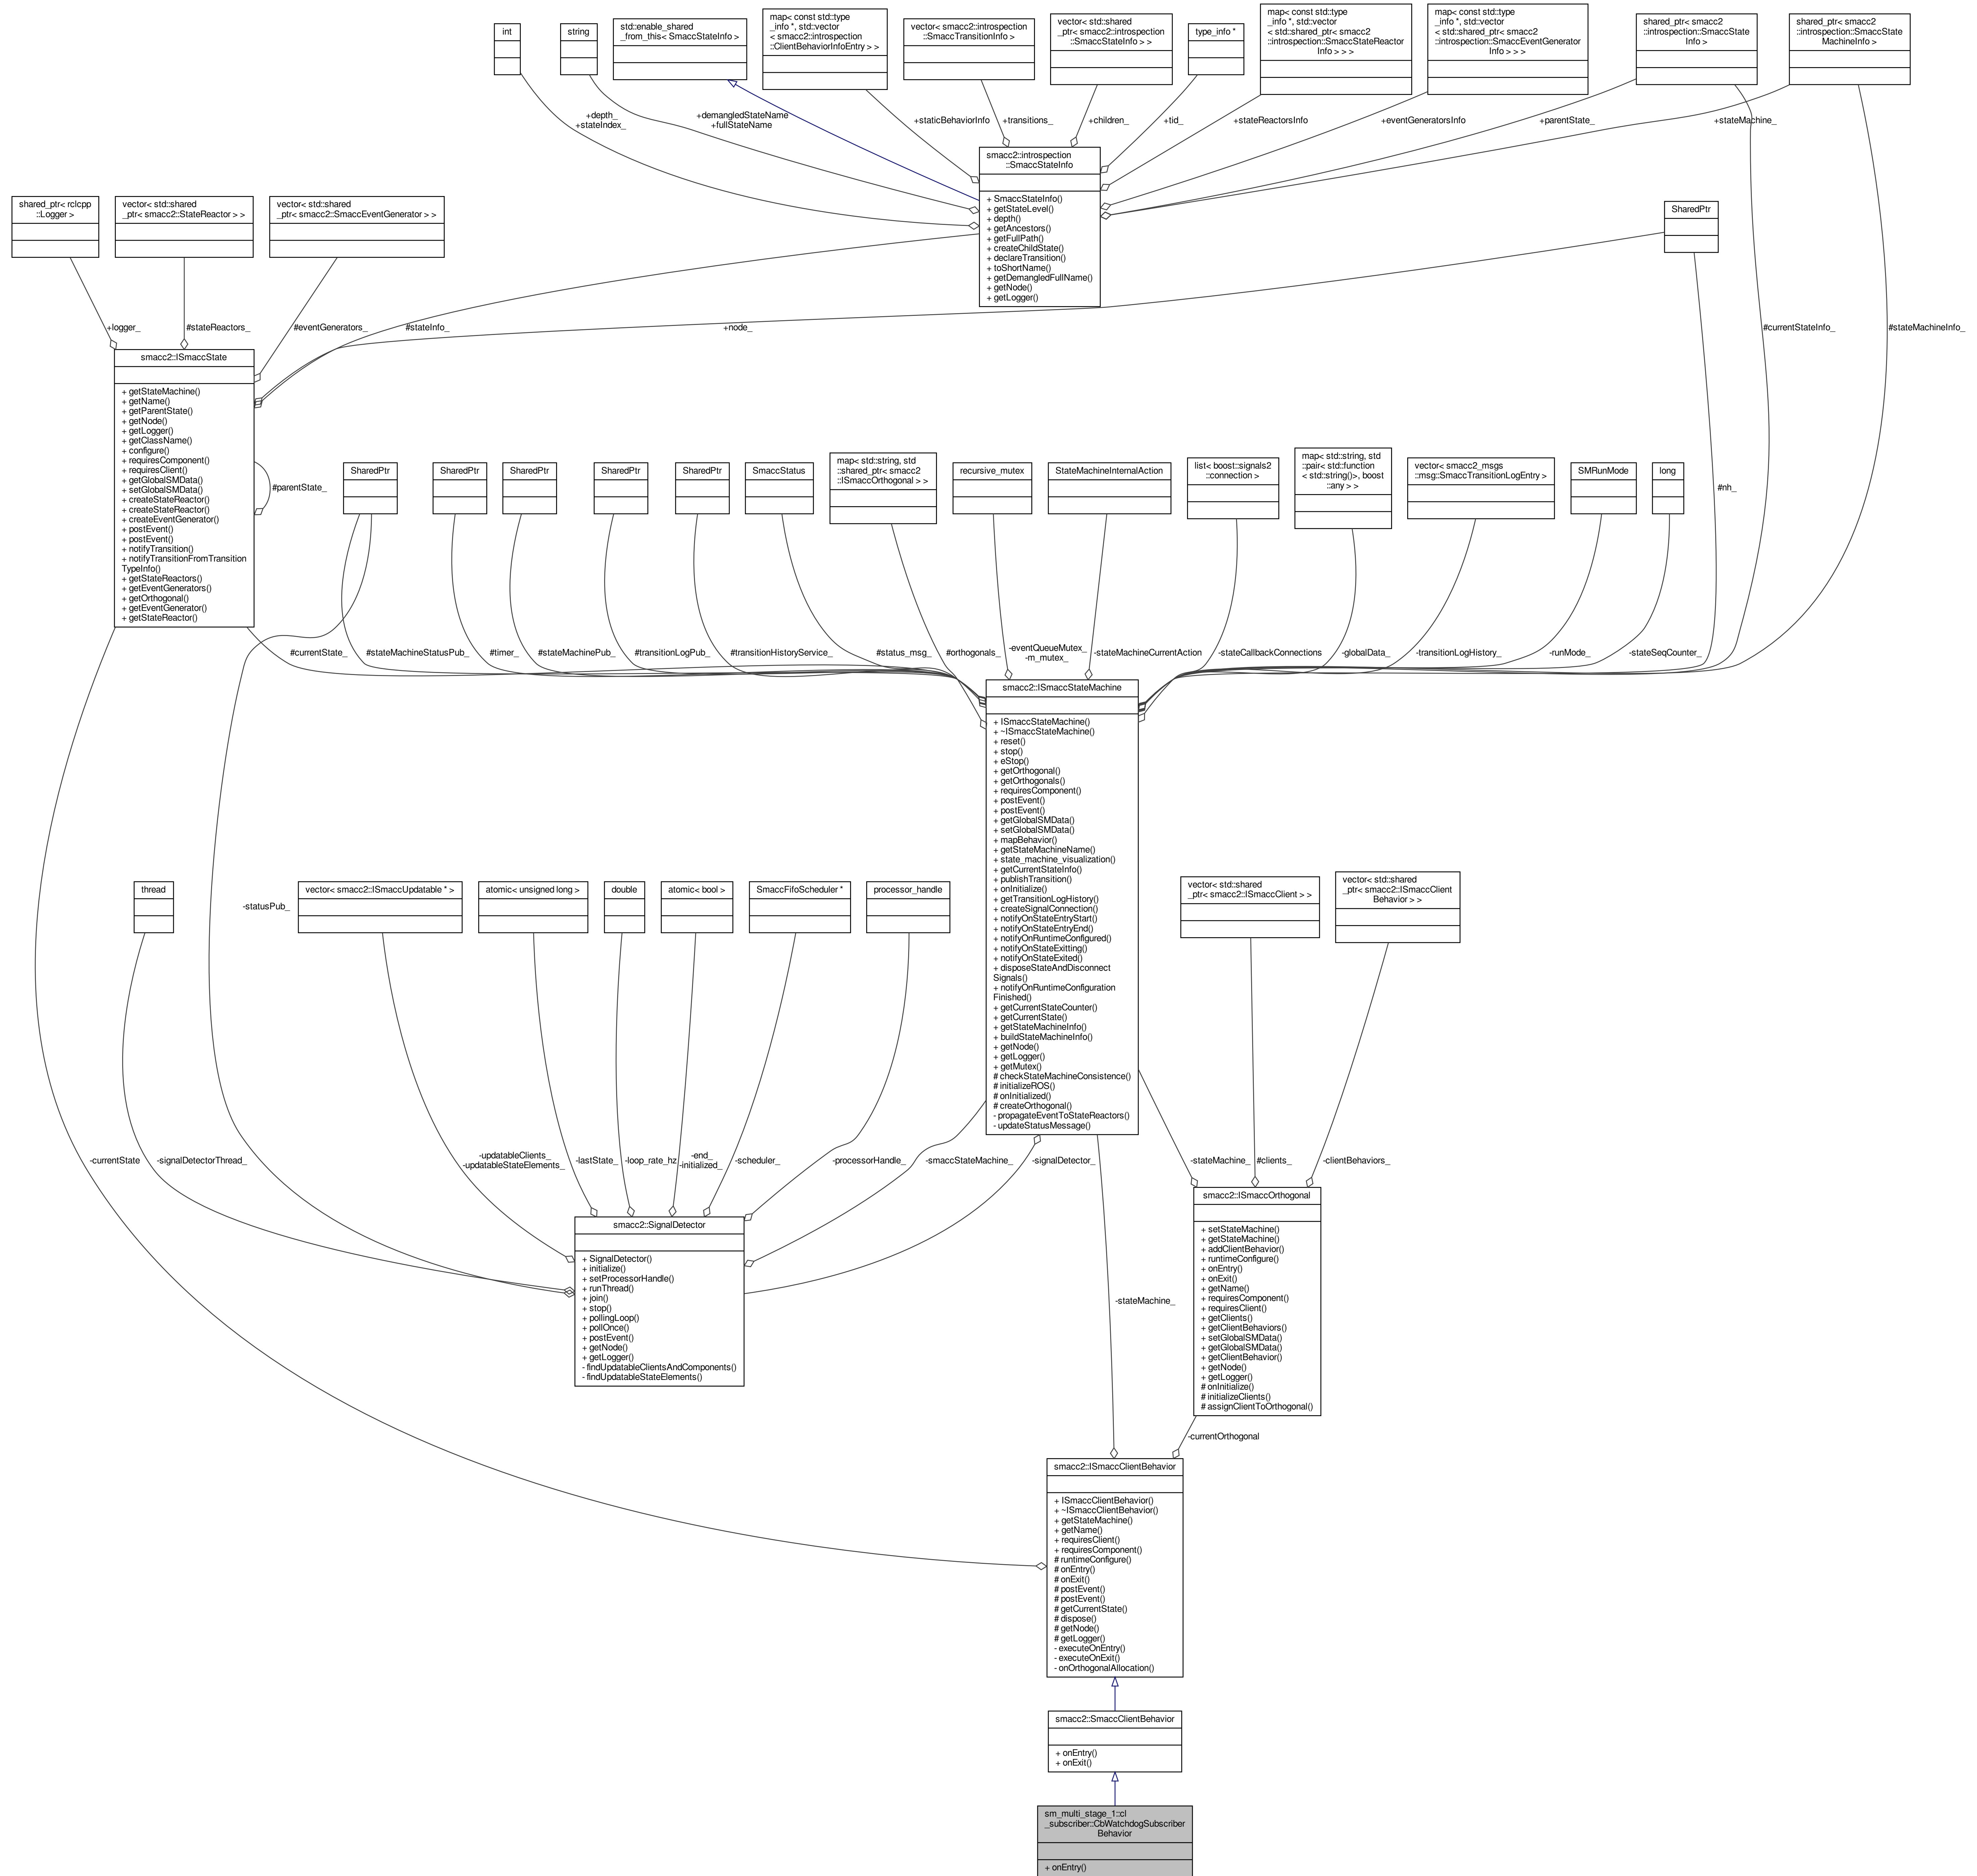 int
string
std::enable_shared
_from_this< SmaccStateInfo >
map< const std::type
_info *, std::vector
< smacc2::introspection
::ClientBehaviorInfoEntry > >
vector< smacc2::introspection
::SmaccTransitionInfo >
vector< std::shared
_ptr< smacc2::introspection
::SmaccStateInfo > >
type_info *
map< const std::type
_info *, std::vector
< std::shared_ptr< smacc2
::introspection::SmaccStateReactor
Info > > >
map< const std::type
_info *, std::vector
< std::shared_ptr< smacc2
::introspection::SmaccEventGenerator
Info > > >
shared_ptr< smacc2
::introspection::SmaccState
Info >
shared_ptr< smacc2
::introspection::SmaccState
MachineInfo >
+depth_
+stateIndex_
+demangledStateName
+fullStateName
+staticBehaviorInfo
+transitions_
+children_
+tid_
+stateReactorsInfo
+eventGeneratorsInfo
+parentState_
+stateMachine_
smacc2::introspection
::SmaccStateInfo
+ SmaccStateInfo()
+ getStateLevel()
+ depth()
+ getAncestors()
+ getFullPath()
+ createChildState()
+ declareTransition()
+ toShortName()
+ getDemangledFullName()
+ getNode()
+ getLogger()
shared_ptr< rclcpp
::Logger >
vector< std::shared
_ptr< smacc2::StateReactor > >
vector< std::shared
_ptr< smacc2::SmaccEventGenerator > >
SharedPtr
+logger_
#stateReactors_
#eventGenerators_
#stateInfo_
+node_
#currentStateInfo_
#stateMachineInfo_
smacc2::ISmaccState
+ getStateMachine()
+ getName()
+ getParentState()
+ getNode()
+ getLogger()
+ getClassName()
+ configure()
+ requiresComponent()
+ requiresClient()
+ getGlobalSMData()
+ setGlobalSMData()
+ createStateReactor()
+ createStateReactor()
+ createEventGenerator()
+ postEvent()
+ postEvent()
+ notifyTransition()
+ notifyTransitionFromTransition
TypeInfo()
+ getStateReactors()
+ getEventGenerators()
+ getOrthogonal()
+ getEventGenerator()
+ getStateReactor()
#parentState_
SharedPtr
SharedPtr
SharedPtr
SharedPtr
SharedPtr
SmaccStatus
map< std::string, std
::shared_ptr< smacc2
::ISmaccOrthogonal > >
recursive_mutex
StateMachineInternalAction
list< boost::signals2
::connection >
map< std::string, std
::pair< std::function
< std::string()>, boost
::any > >
vector< smacc2_msgs
::msg::SmaccTransitionLogEntry >
SMRunMode
long
#nh_
#currentState_
#stateMachineStatusPub_
#timer_
#stateMachinePub_
#transitionLogPub_
#transitionHistoryService_
#status_msg_
#orthogonals_
-eventQueueMutex_
-m_mutex_
-stateMachineCurrentAction
-stateCallbackConnections
-globalData_
-transitionLogHistory_
-runMode_
-stateSeqCounter_
smacc2::ISmaccStateMachine
+ ISmaccStateMachine()
+ ~ISmaccStateMachine()
+ reset()
+ stop()
+ eStop()
+ getOrthogonal()
+ getOrthogonals()
+ requiresComponent()
+ postEvent()
+ postEvent()
+ getGlobalSMData()
+ setGlobalSMData()
+ mapBehavior()
+ getStateMachineName()
+ state_machine_visualization()
+ getCurrentStateInfo()
+ publishTransition()
+ onInitialize()
+ getTransitionLogHistory()
+ createSignalConnection()
+ notifyOnStateEntryStart()
+ notifyOnStateEntryEnd()
+ notifyOnRuntimeConfigured()
+ notifyOnStateExitting()
+ notifyOnStateExited()
+ disposeStateAndDisconnect
Signals()
+ notifyOnRuntimeConfiguration
Finished()
+ getCurrentStateCounter()
+ getCurrentState()
+ getStateMachineInfo()
+ buildStateMachineInfo()
+ getNode()
+ getLogger()
+ getMutex()
# checkStateMachineConsistence()
# initializeROS()
# onInitialized()
# createOrthogonal()
- propagateEventToStateReactors()
- updateStatusMessage()
thread
-statusPub_
vector< smacc2::ISmaccUpdatable * >
atomic< unsigned long >
double
atomic< bool >
SmaccFifoScheduler *
processor_handle
vector< std::shared
_ptr< smacc2::ISmaccClient > >
vector< std::shared
_ptr< smacc2::ISmaccClient
Behavior > >
-currentState
-signalDetectorThread_
-updatableClients_
-updatableStateElements_
-lastState_
-loop_rate_hz
-end_
-initialized_
-scheduler_
-processorHandle_
-smaccStateMachine_
-signalDetector_
-stateMachine_
#clients_
-clientBehaviors_
smacc2::SignalDetector
+ SignalDetector()
+ initialize()
+ setProcessorHandle()
+ runThread()
+ join()
+ stop()
+ pollingLoop()
+ pollOnce()
+ postEvent()
+ getNode()
+ getLogger()
- findUpdatableClientsAndComponents()
- findUpdatableStateElements()
smacc2::ISmaccOrthogonal
+ setStateMachine()
+ getStateMachine()
+ addClientBehavior()
+ runtimeConfigure()
+ onEntry()
+ onExit()
+ getName()
+ requiresComponent()
+ requiresClient()
+ getClients()
+ getClientBehaviors()
+ setGlobalSMData()
+ getGlobalSMData()
+ getClientBehavior()
+ getNode()
+ getLogger()
# onInitialize()
# initializeClients()
# assignClientToOrthogonal()
-stateMachine_
-currentOrthogonal
smacc2::ISmaccClientBehavior
+ ISmaccClientBehavior()
+ ~ISmaccClientBehavior()
+ getStateMachine()
+ getName()
+ requiresClient()
+ requiresComponent()
# runtimeConfigure()
# onEntry()
# onExit()
# postEvent()
# postEvent()
# getCurrentState()
# dispose()
# getNode()
# getLogger()
- executeOnEntry()
- executeOnExit()
- onOrthogonalAllocation()
smacc2::SmaccClientBehavior
+ onEntry()
+ onExit()
sm_multi_stage_1::cl
_subscriber::CbWatchdogSubscriber
Behavior
+ onEntry()